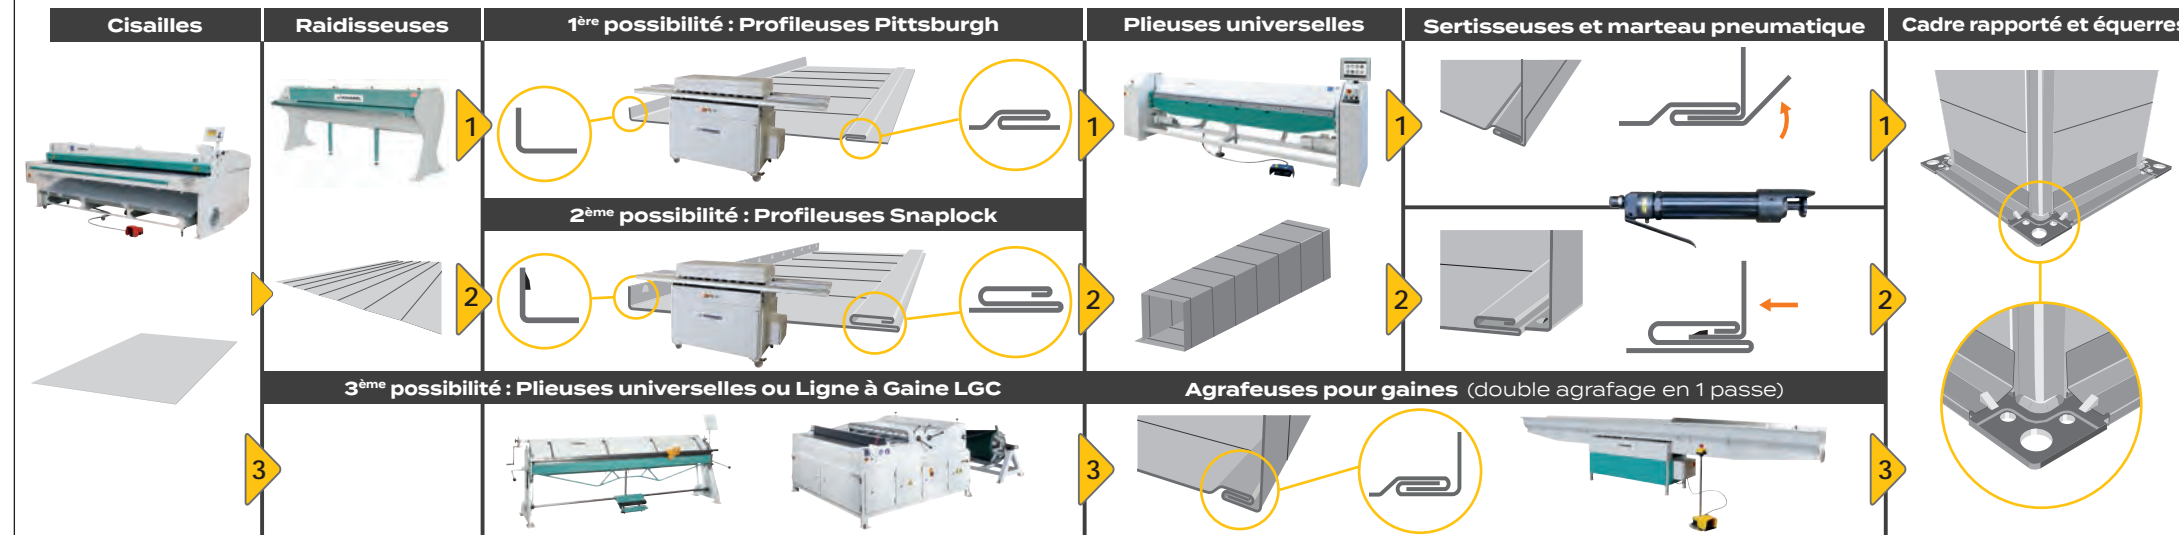 Cisailles
Raidisseuses
1ère possibilité : Profileuses Pittsburgh
Plieuses universelles
Sertisseuses et marteau pneumatique
Cadre rapporté et équerres
1
1
1
1
2ème possibilité : Profileuses Snaplock
2
2
2
2
3ème possibilité : Plieuses universelles ou Ligne à Gaine LGC
Agrafeuses pour gaines (double agrafage en 1 passe)
3
3
3